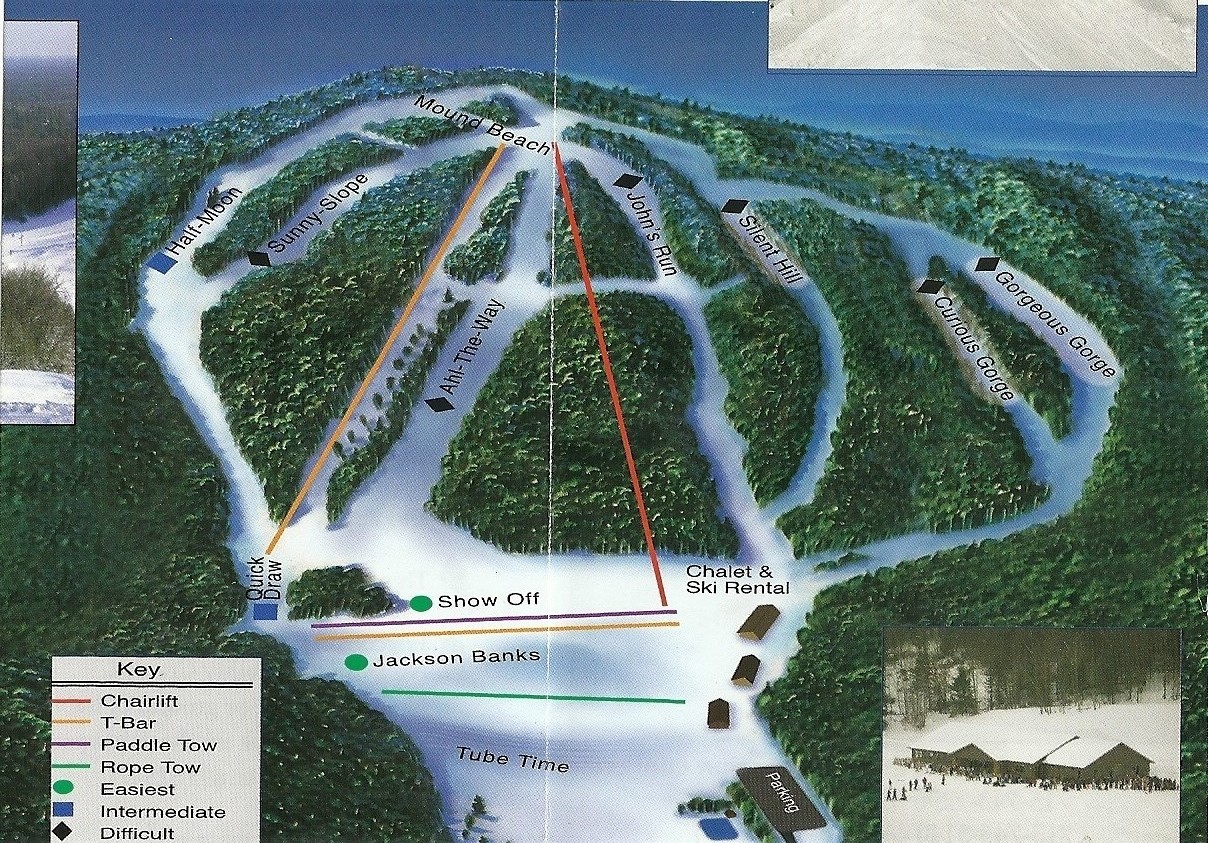 Mound Beach
Half-Moon
Sunny-Slope
John's Run
Silent Hill
Gorgeous Gorge
Curious Gorge
Ahl-The-Way
Quick
Draw
Show Off
Chalet &
Ski Rental
Jackson Banks
Tube Time
Parking
Key
Chairlift
T-Bar
Paddle Tow
Rope Tow
Easiest
Intermediate
Difficult